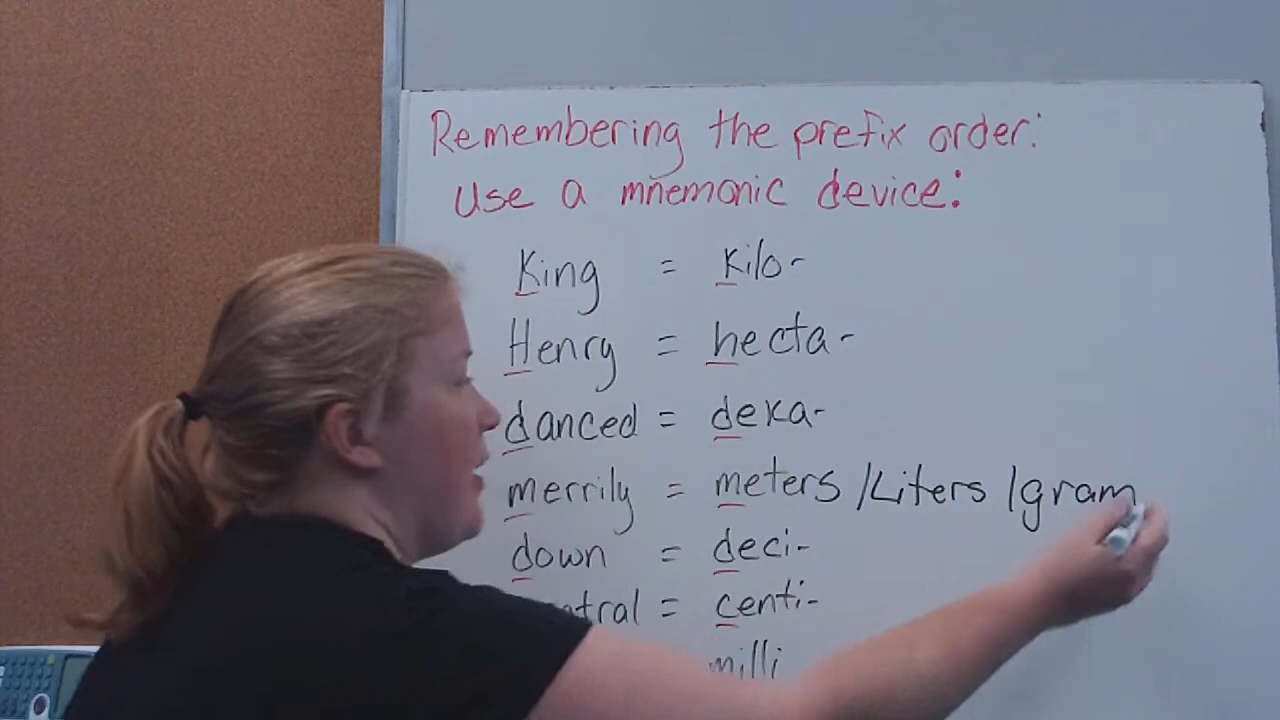 Remembering the prefix order:
Use a mnemonic device:
King = kilo-
Henry = hecta-
danced = deka-
merrily = meters /Liters /gram
down = deci-
= centi-
milli